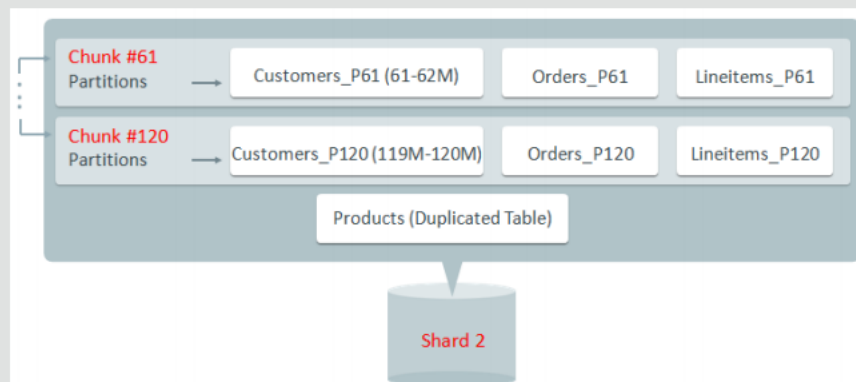 Chunk #61
Partitions
Customers_P61 (61-62M)
Orders_P61
Lineitems_P61
Chunk #120
Partitions
Customers_P120 (119M-120M)
Orders_P120
Lineitems_P120
Products (Duplicated Table)
Shard 2